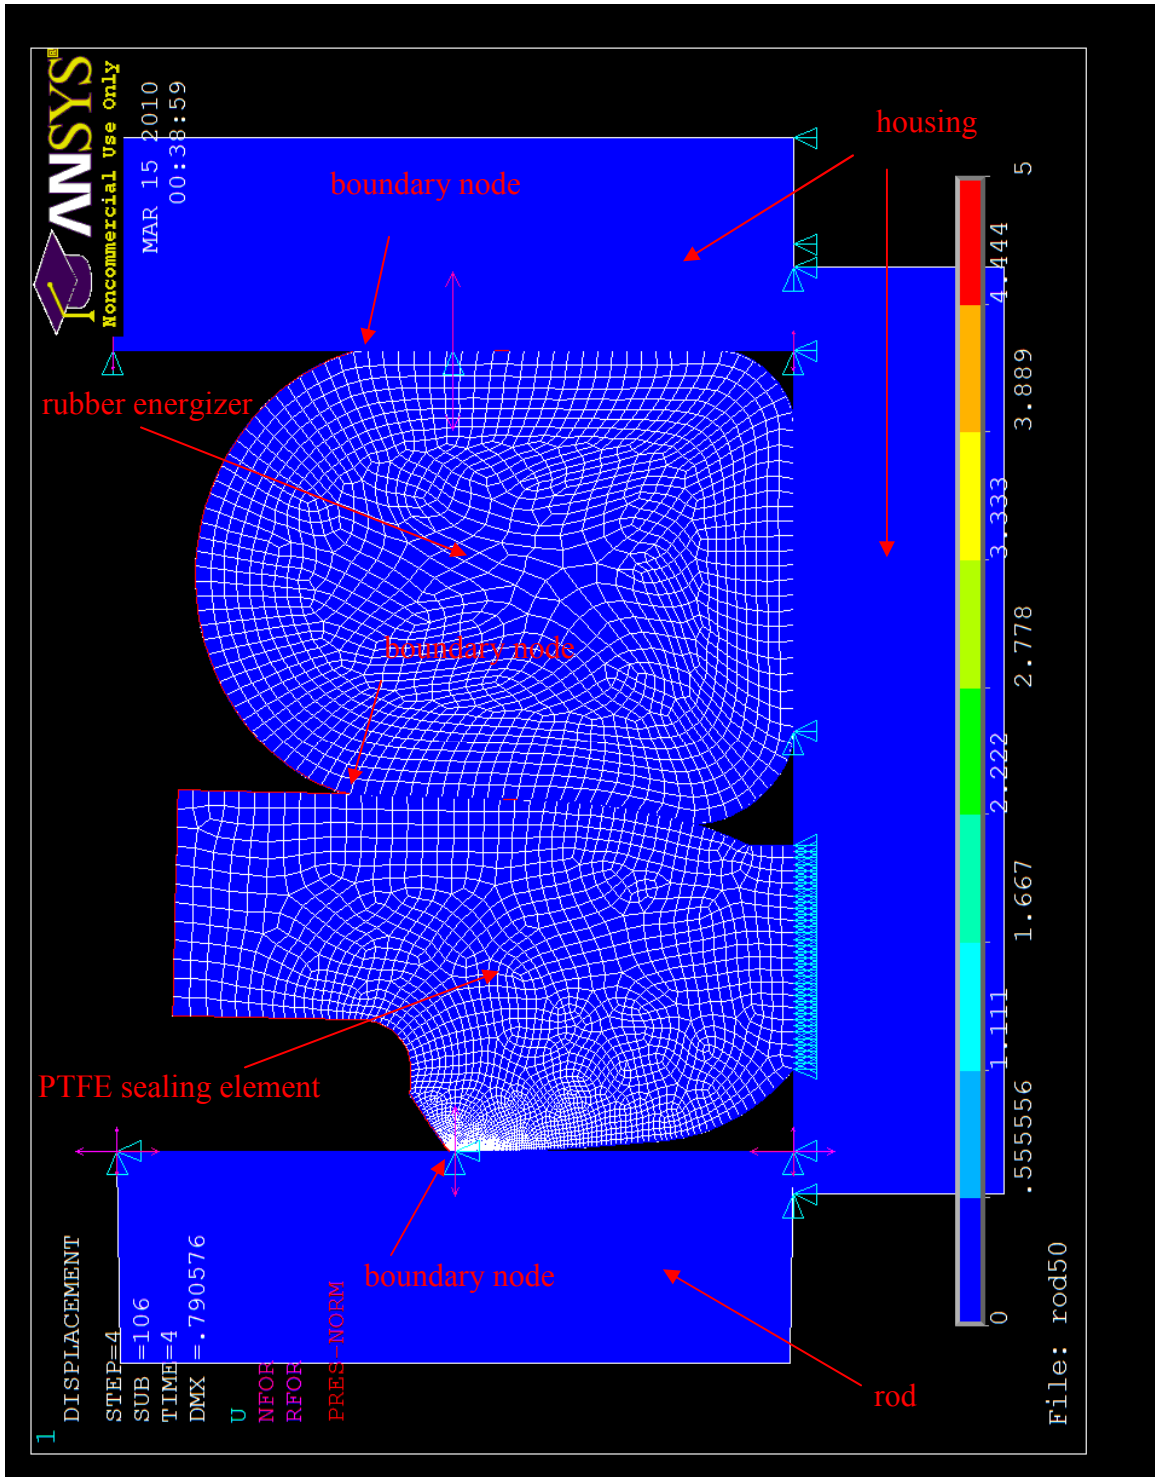 ANSYS®
Noncommercial Use Only
MAR 15 2010
00:38:59
housing
boundary node
rubber energizer
boundary node
PTFE sealing element
boundary node
rod
1
DISPLACEMENT
STEP=4
SUB =106
TIME=4
DMX =.790576
U
NFOR
RFOR
PRES-NORM
0
.555556
1.111
1.667
2.222
2.778
3.333
3.889
4.444
5
File: rod50